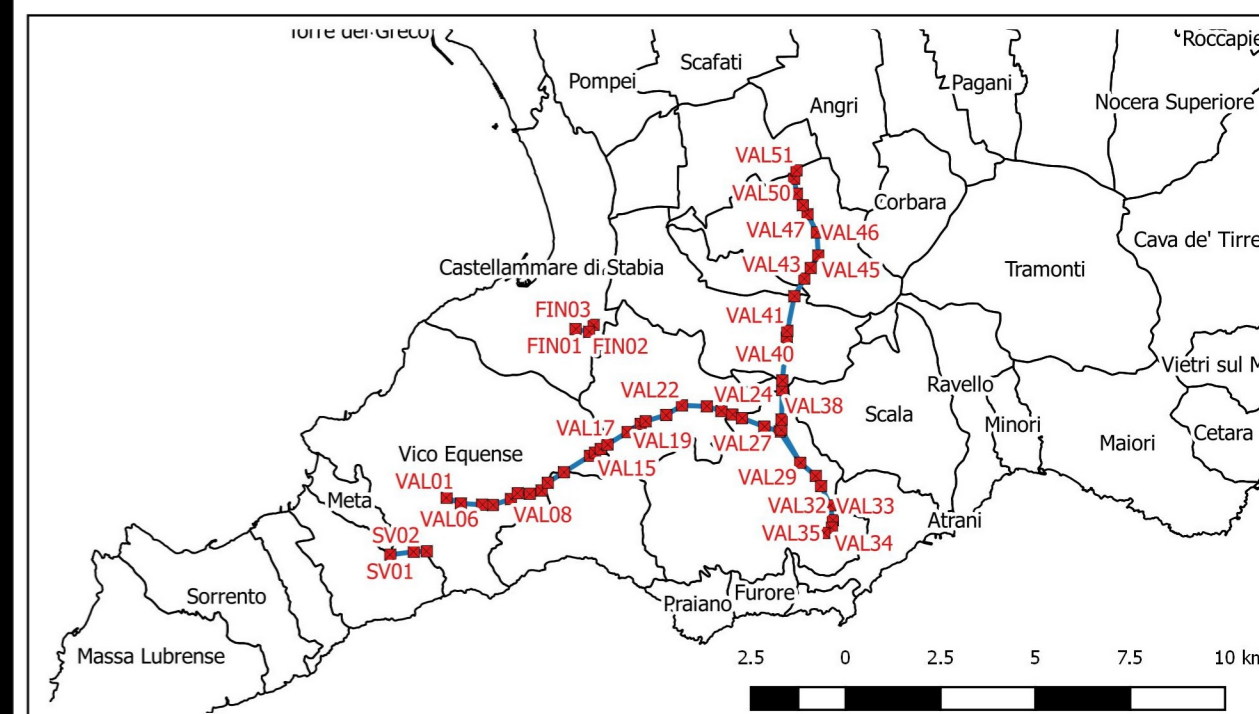 Torre del Greco
Roccapie
Scafati
Pompei
Pagani
Angri
Nocera Superiore
VAL51
VAL50
Corbara
VAL47
VAL46
Cava de' Tirre
Castellammare di Stabia
VAL43
VAL45
Tramonti
FIN03
VAL41
FIN01
FIN02
VAL40
Vietri sul M
VAL22
VAL24
Ravello
VAL38
Scala
VAL17
VAL19
VAL27
Minori
Maiori
Cetara
Vico Equense
VAL15
VAL01
VAL29
Meta
VAL06
VAL08
VAL32
VAL33
Atrani
SV02
VAL35
VAL34
SV01
Sorrento
Praiano
Furore
Massa Lubrense
2.5 0 2.5 5 7.5 10 km